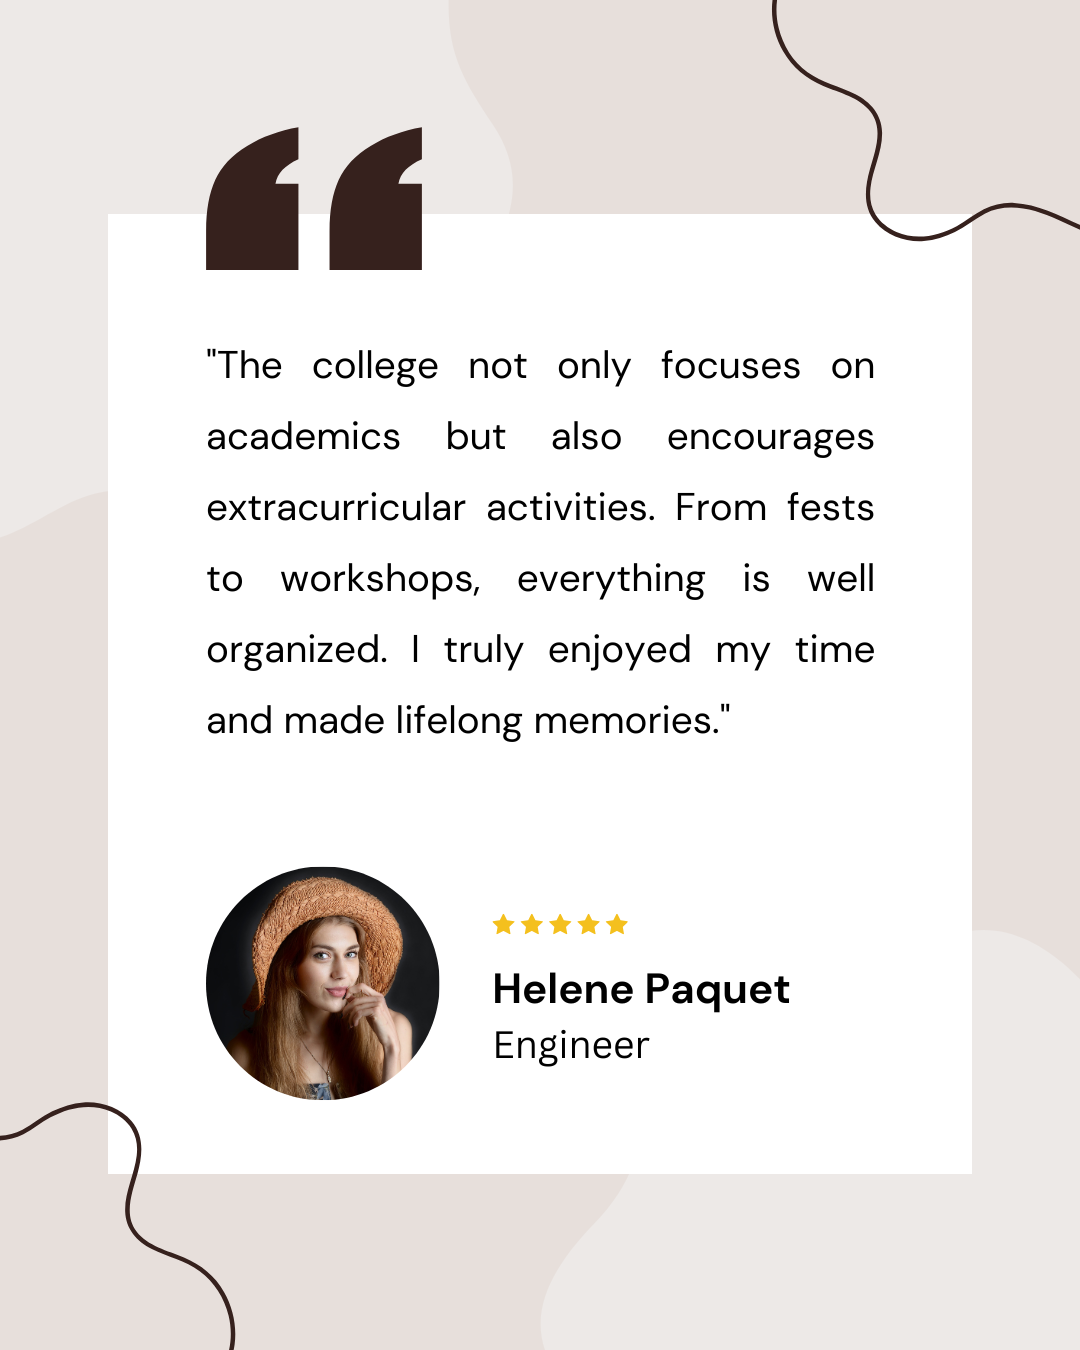 "The college not only focuses on
academics but also encourages
extracurricular activities. From fests
to workshops, everything is well
organized. I truly enjoyed my time
and made lifelong memories."
Helene Paquet
Engineer